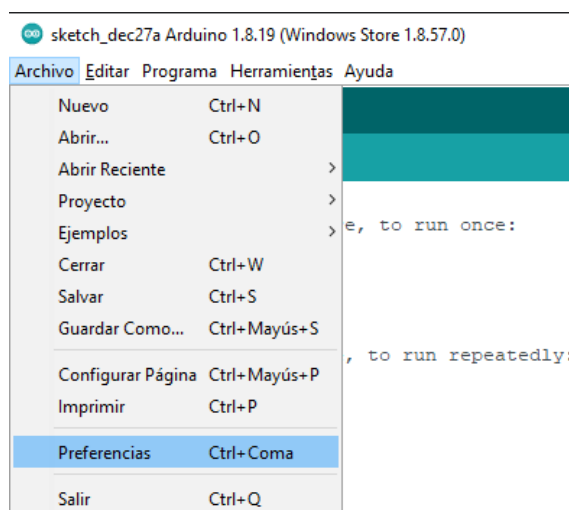 sketch_dec27a Arduino 1.8.19 (Windows Store 1.8.57.0)
Archivo Editar Programa Herramientas Ayuda
Nuevo Ctrl+N
Abrir... Ctrl+O
Abrir Reciente >
Proyecto >
Ejemplos > e, to run once:
Cerrar Ctrl+W
Salvar Ctrl+S
Guardar Como... Ctrl+Mayús+S
, to run repeatedly:
Configurar Página Ctrl+Mayús+P
Imprimir Ctrl+P
Preferencias Ctrl+Coma
Salir Ctrl+Q